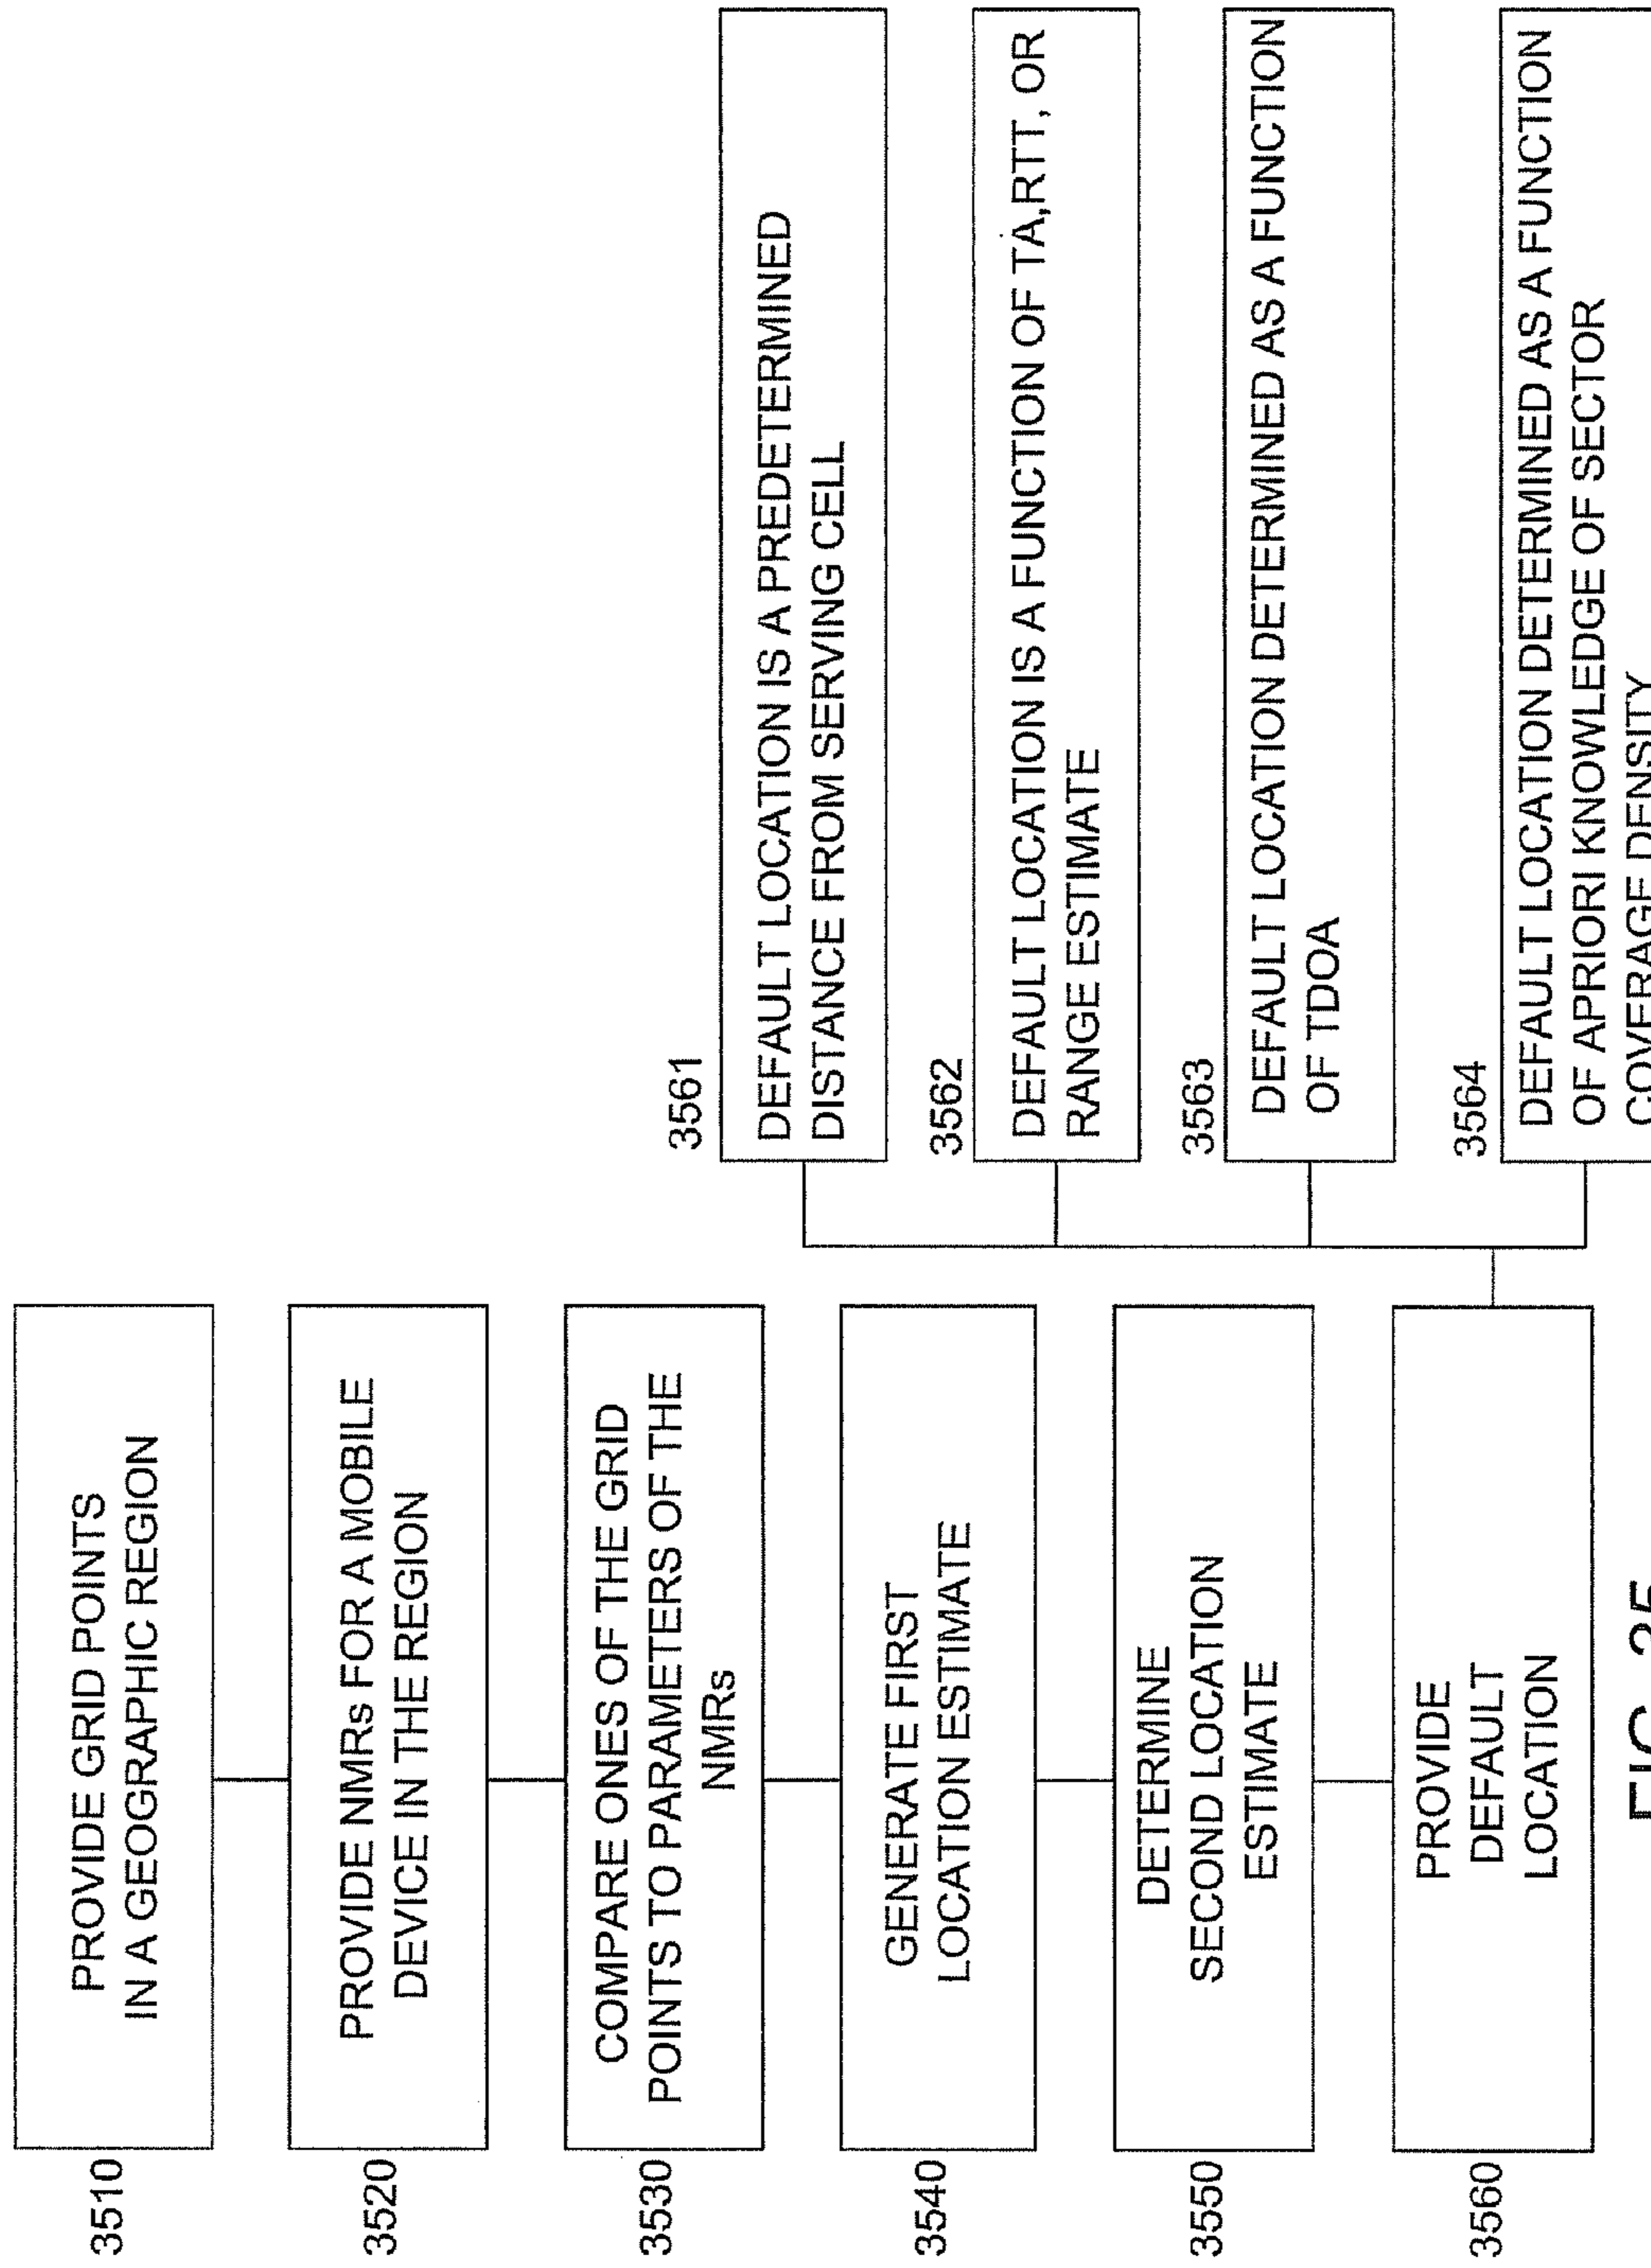 3510
PROVIDE GRID POINTS
IN A GEOGRAPHIC REGION
3520
PROVIDE NMRs FOR A MOBILE
DEVICE IN THE REGION
3530
COMPARE ONES OF THE GRID
POINTS TO PARAMETERS OF THE
NMRs
3540
GENERATE FIRST
LOCATION ESTIMATE
3550
DETERMINE
SECOND LOCATION
ESTIMATE
3560
PROVIDE
DEFAULT
LOCATION
3561
DEFAULT LOCATION IS A PREDETERMINED
DISTANCE FROM SERVING CELL
3562
DEFAULT LOCATION IS A FUNCTION OF TA,RTT, OR
RANGE ESTIMATE
3563
DEFAULT LOCATION DETERMINED AS A FUNCTION
OF TDOA
3564
DEFAULT LOCATION DETERMINED AS A FUNCTION
OF APRIORI KNOWLEDGE OF SECTOR
COVERAGE DENSITY
FIG. 35